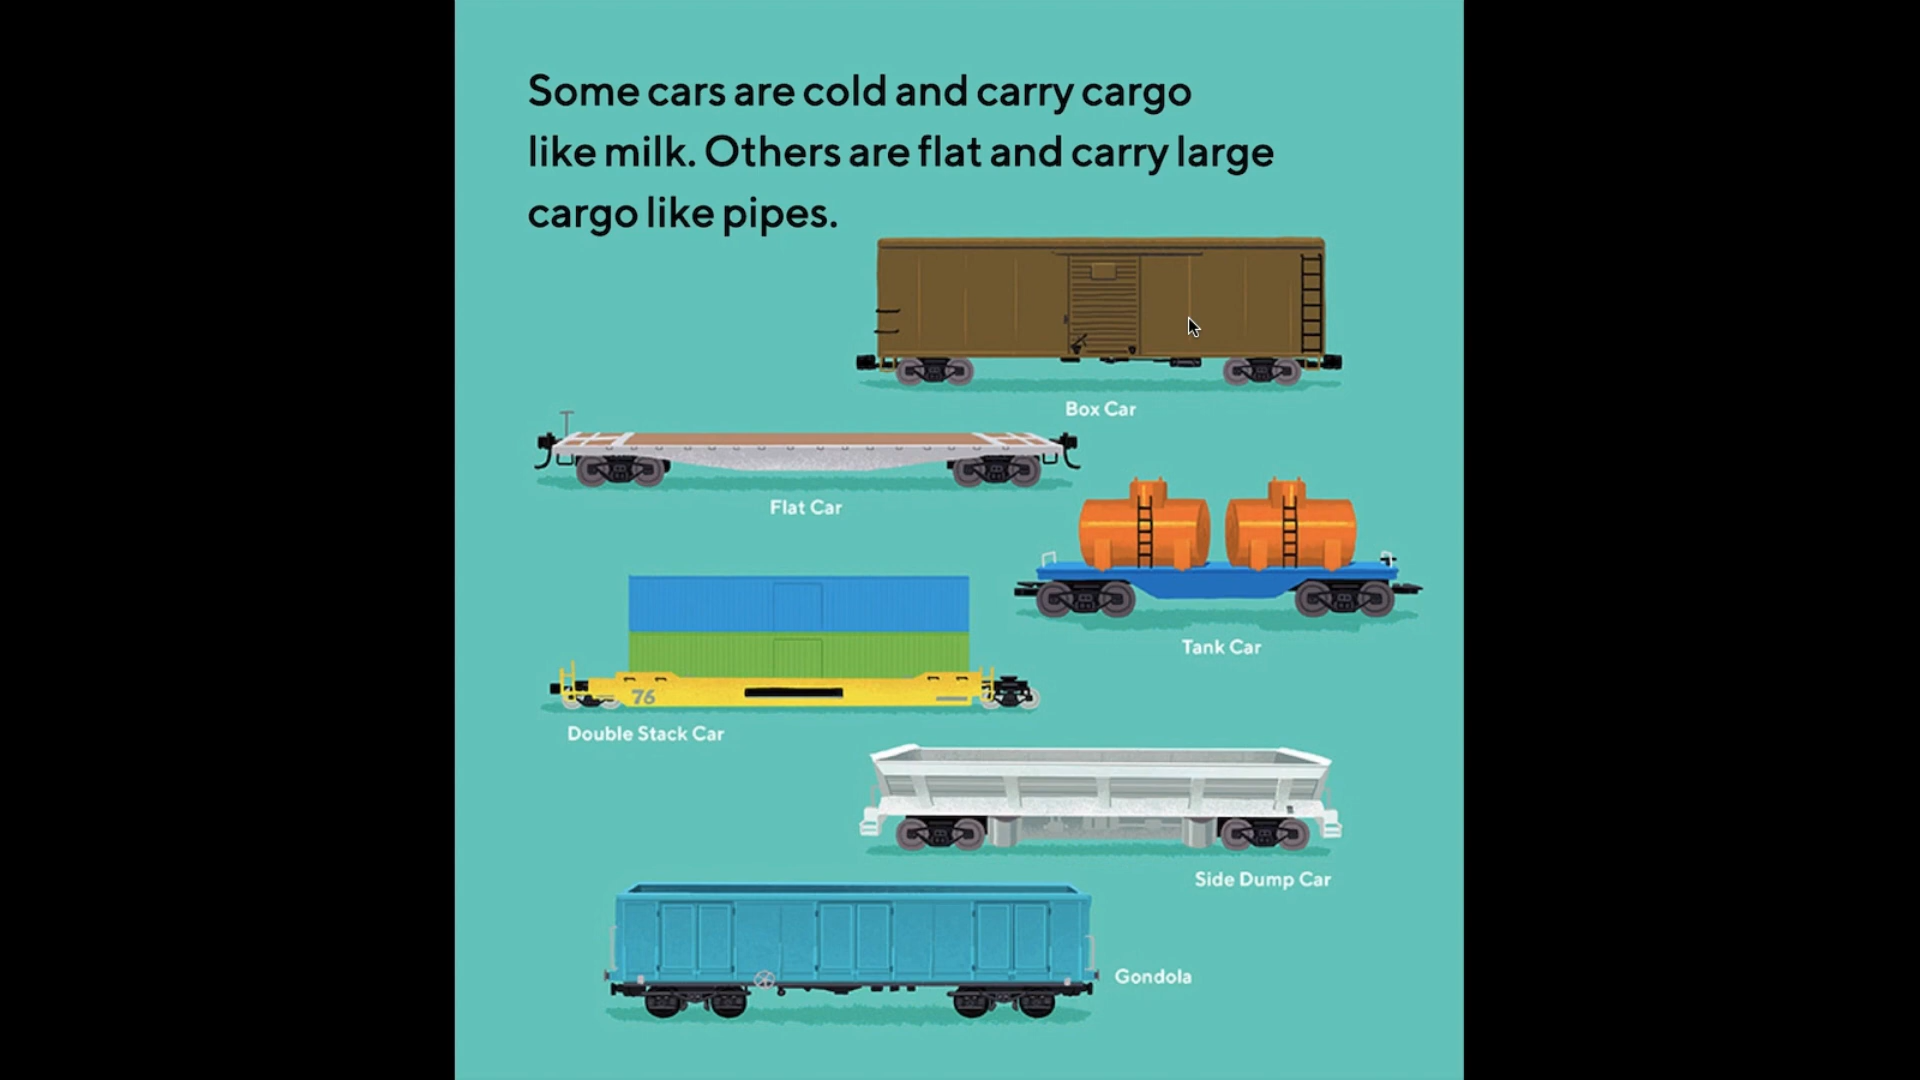 Some cars are cold and carry cargo
like milk. Others are flat and carry large
cargo like pipes.
Box Car
Flat Car
Tank Car
76
Double Stack Car
Side Dump Car
Gondola